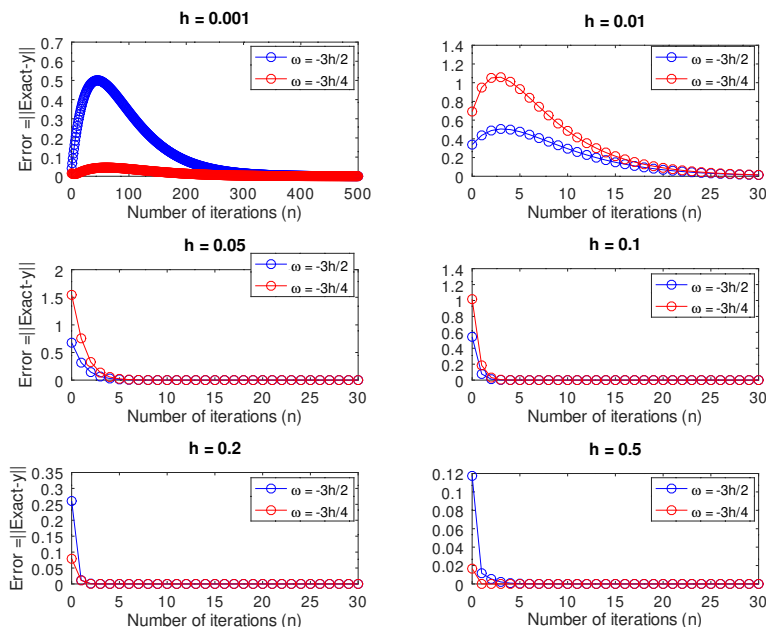 h = 0.001
0.7
0.6
0.5
0.4
0.3
0.2
0.1
0
Error =||Exact-y||
ω = -3h/2
ω = -3h/4
0 100 200 300 400 500
Number of iterations (n)
h = 0.01
1.4
1.2
1
0.8
0.6
0.4
0.2
0
ω = -3h/2
ω = -3h/4
0 5 10 15 20 25 30
Number of iterations (n)
h = 0.05
2
1.5
1
0.5
0
Error =||Exact-y||
ω = -3h/2
ω = -3h/4
0 5 10 15 20 25 30
Number of iterations (n)
h = 0.1
1.4
1.2
1
0.8
0.6
0.4
0.2
0
ω = -3h/2
ω = -3h/4
0 5 10 15 20 25 30
Number of iterations (n)
h = 0.2
0.35
0.3
0.25
0.2
0.15
0.1
0.05
0
Error =||Exact-y||
ω = -3h/2
ω = -3h/4
0 5 10 15 20 25 30
Number of iterations (n)
h = 0.5
0.12
0.1
0.08
0.06
0.04
0.02
0
ω = -3h/2
ω = -3h/4
0 5 10 15 20 25 30
Number of iterations (n)